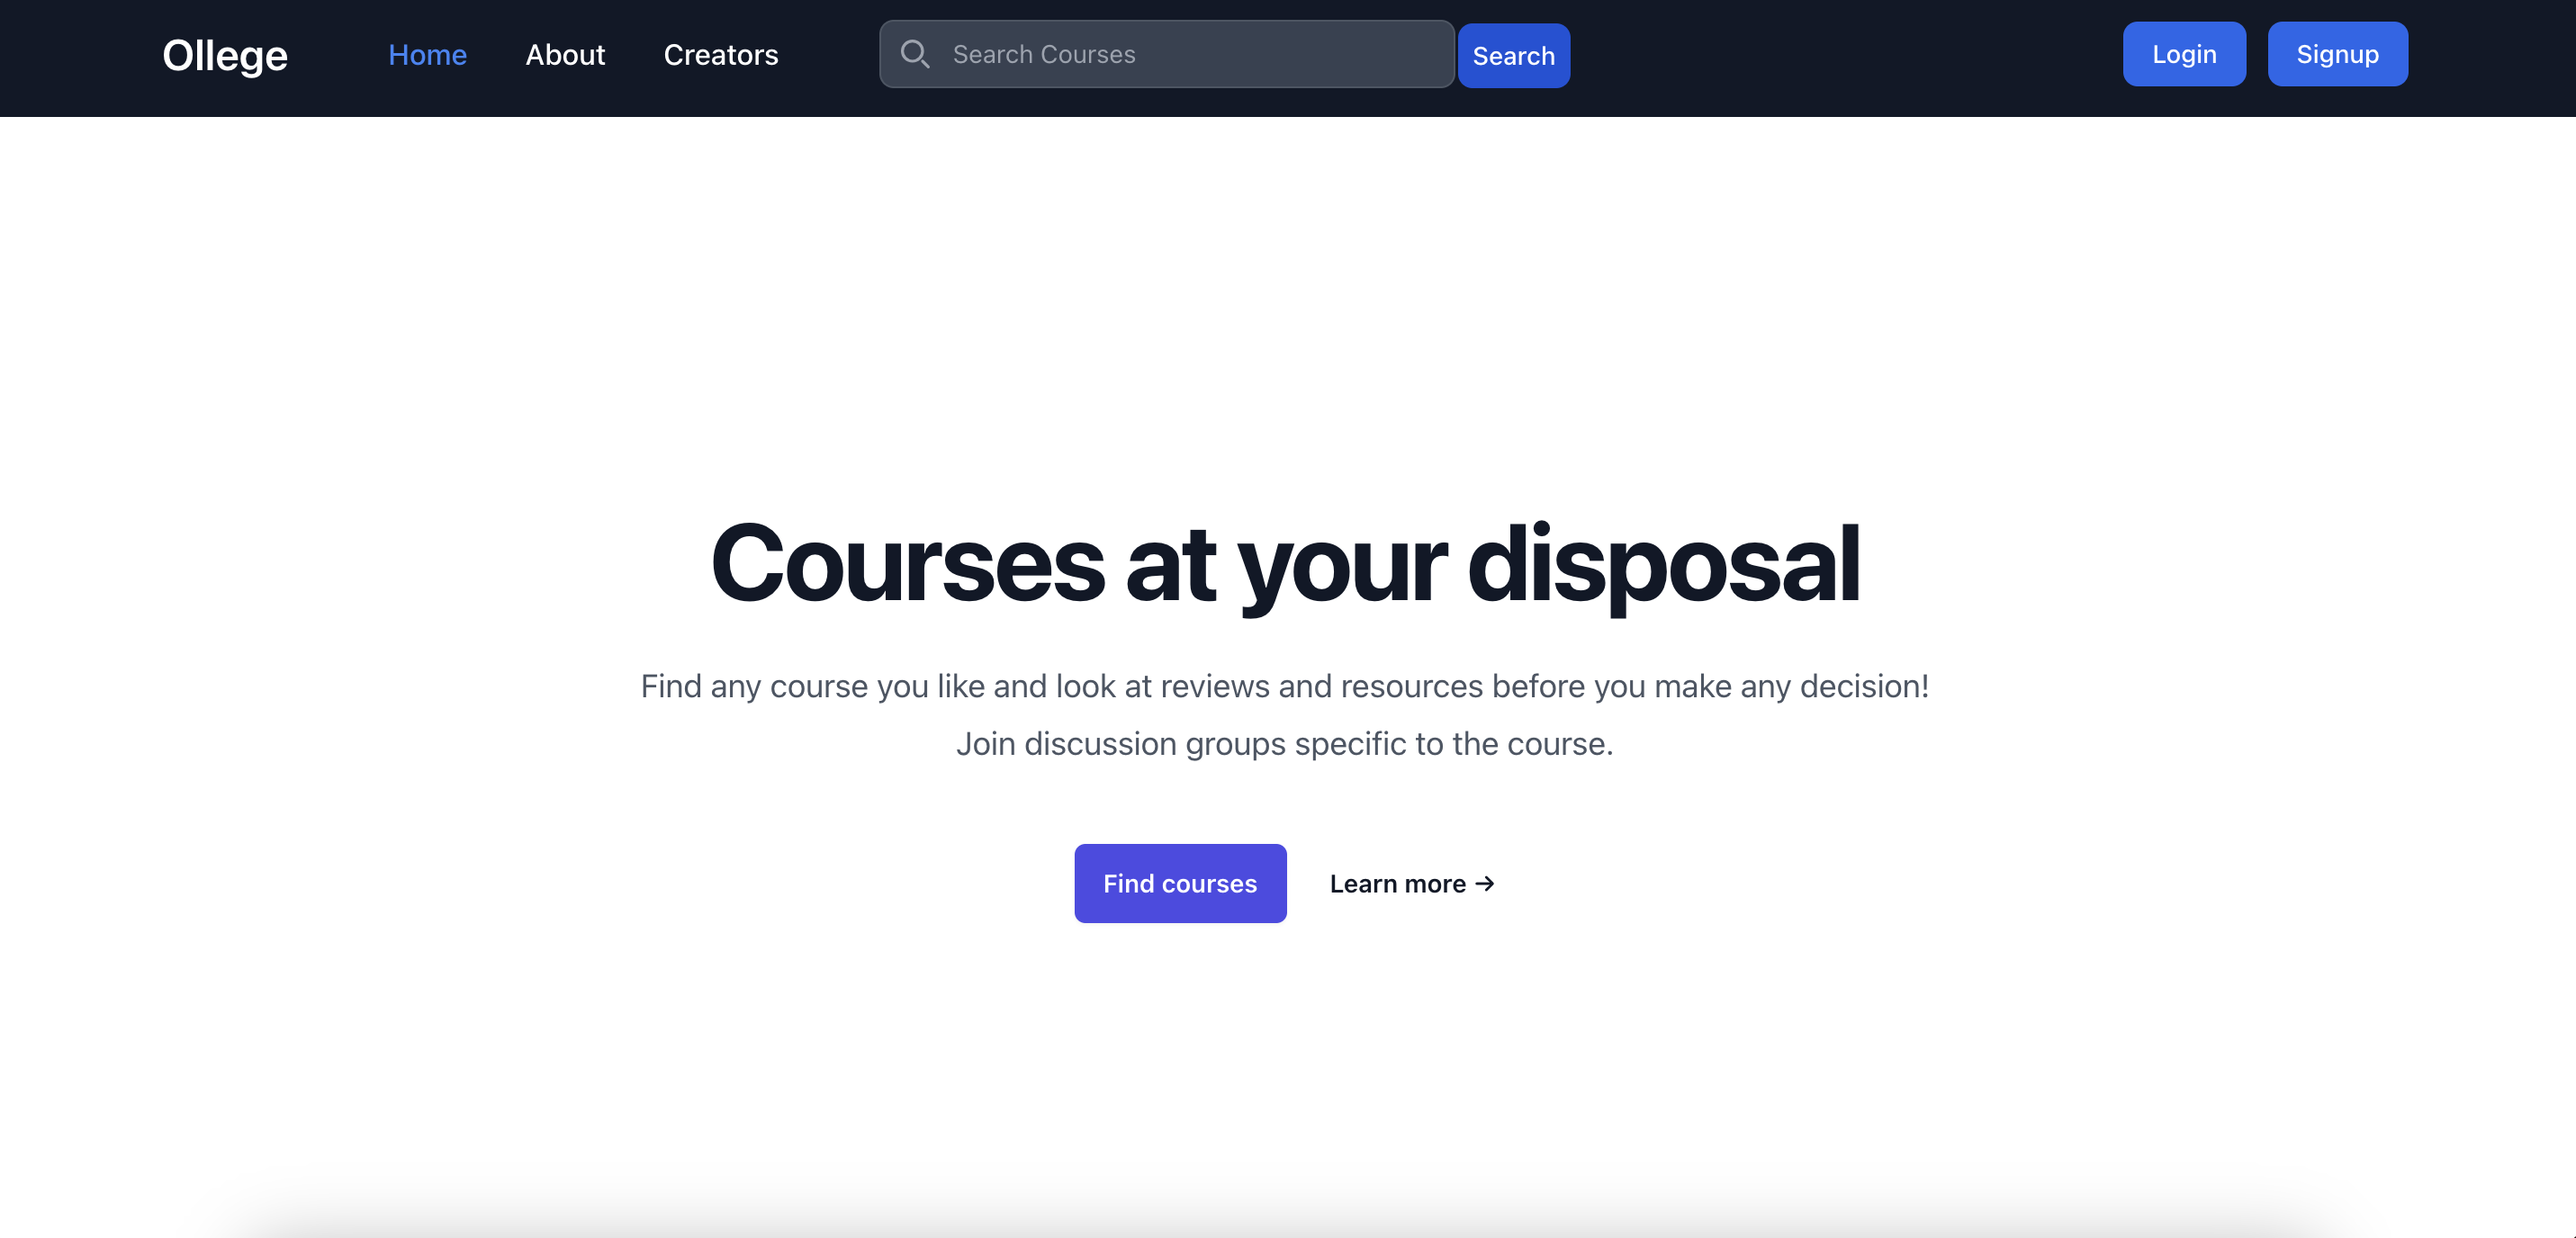 Ollege
Home About Creators
Search Courses
Search
Login Signup
Courses at your disposal
Find any course you like and look at reviews and resources before you make any decision!
Join discussion groups specific to the course.
Find courses
Learn more →